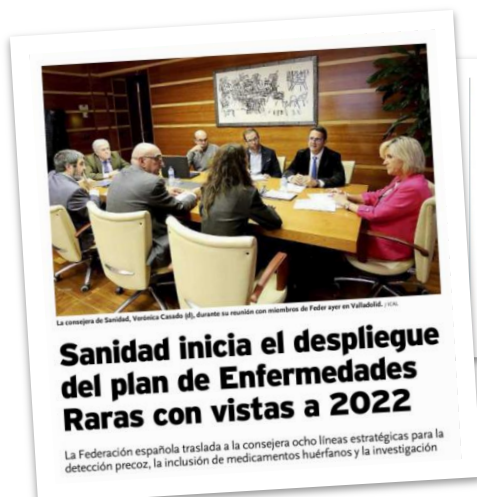 La consejera de Sanidad, Verónica Casado (d), durante su reunión con miembros de Feder ayer en Valladolid. / ICAL
Sanidad inicia el despliegue
del plan de Enfermedades
Raras con vistas a 2022
La Federación española traslada a la consejera ocho líneas estratégicas para la
detección precoz, la inclusión de medicamentos huérfanos y la investigación